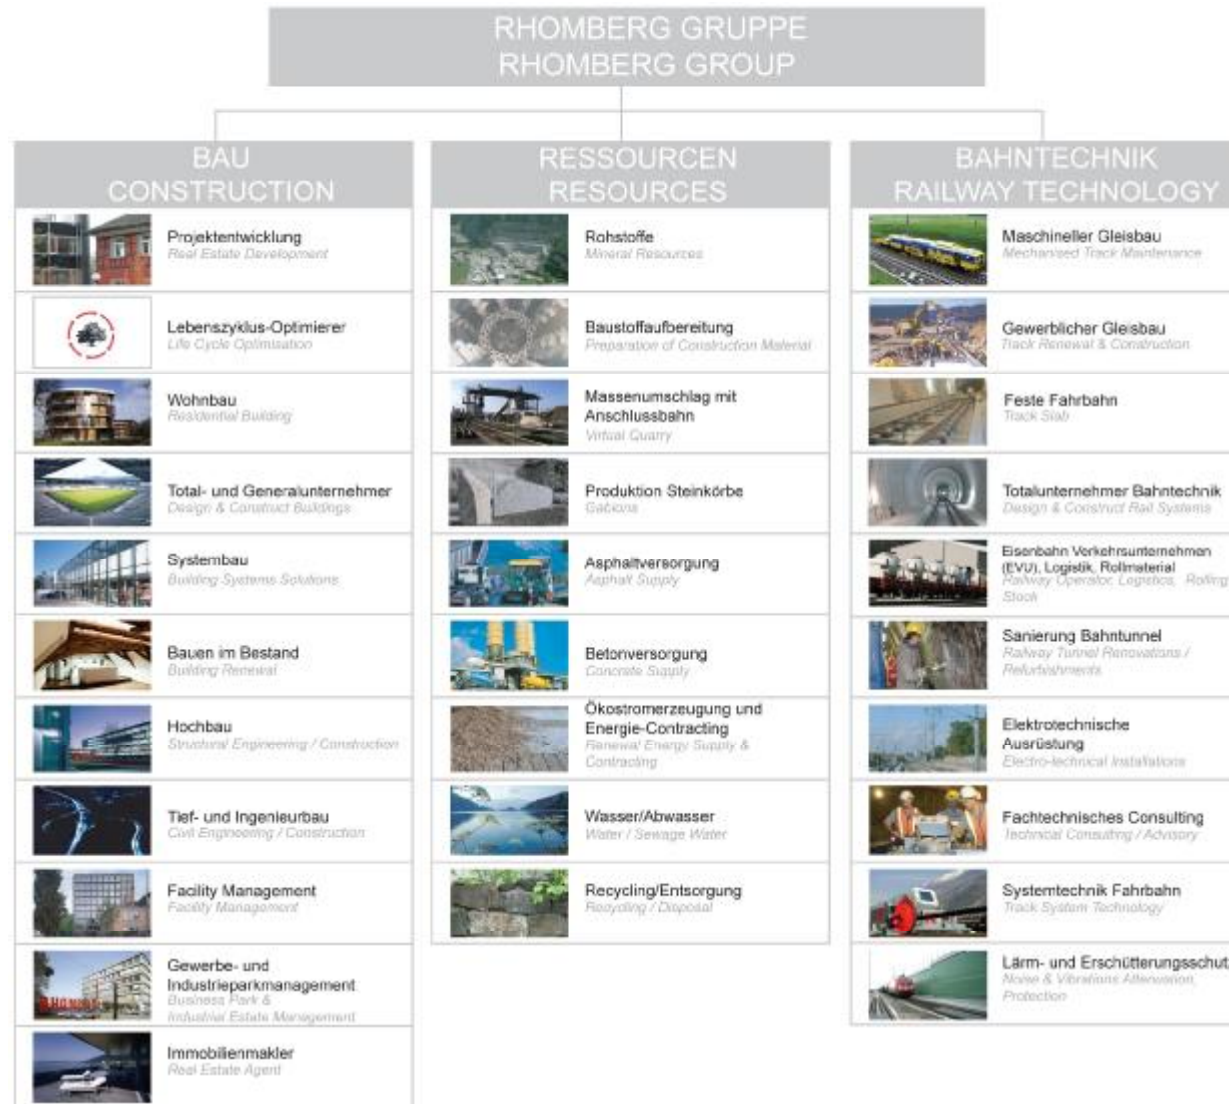 RHOMBERG GRUPPE
RHOMBERG GROUP
BAU
CONSTRUCTION
Projektentwicklung
Real Estate Development
Lebenszyklus-Optimierer
Life Cycle Optimisation
Wohnbau
Residential Building
Total- und Generalunternehmer
Design & Construct Buildings
Systembau
Building Systems Solutions
Bauen im Bestand
Building Renewal
Hochbau
Structural Engineering / Construction
Tief- und Ingenieurbau
Civil Engineering / Construction
Facility Management
Facility Management
Gewerbe- und
Industrieparkmanagement
Business Park &
Industrial Estate Management
Immobilienmakler
Real Estate Agent
RESSOURCEN
RESOURCES
Rohstoffe
Mineral Resources
Baustoffaufbereitung
Preparation of Construction Material
Massenumschlag mit
Anschlussbahn
Virtual Quarry
Produktion Steinkörbe
Gabions
Asphaltversorgung
Asphalt Supply
Betonversorgung
Concrete Supply
Ökostromerzeugung und
Energie-Contracting
Renewal Energy Supply &
Contracting
Wasser/Abwasser
Water / Sewage Water
Recycling/Entsorgung
Recycling / Disposal
BAHNTECHNIK
RAILWAY TECHNOLOGY
Maschineller Gleisbau
Mechanised Track Maintenance
Gewerblicher Gleisbau
Track Renewal & Construction
Feste Fahrbahn
Track Slab
Totalunternehmer Bahntechnik
Design & Construct Rail Systems
Eisenbahn Verkehrsunternehmen
(EVU), Logistik, Rollmaterial
Railway Operator, Logistics, Rolling
Stock
Sanierung Bahntunnel
Railway Tunnel Renovations /
Refurbishments
Elektrotechnische
Ausrüstung
Electro-technical Installations
Fachtechnisches Consulting
Technical Consulting / Advisory
Systemtechnik Fahrbahn
Track System Technology
Lärm- und Erschütterungsschut
Noise & Vibrations Attenuation,
Protection